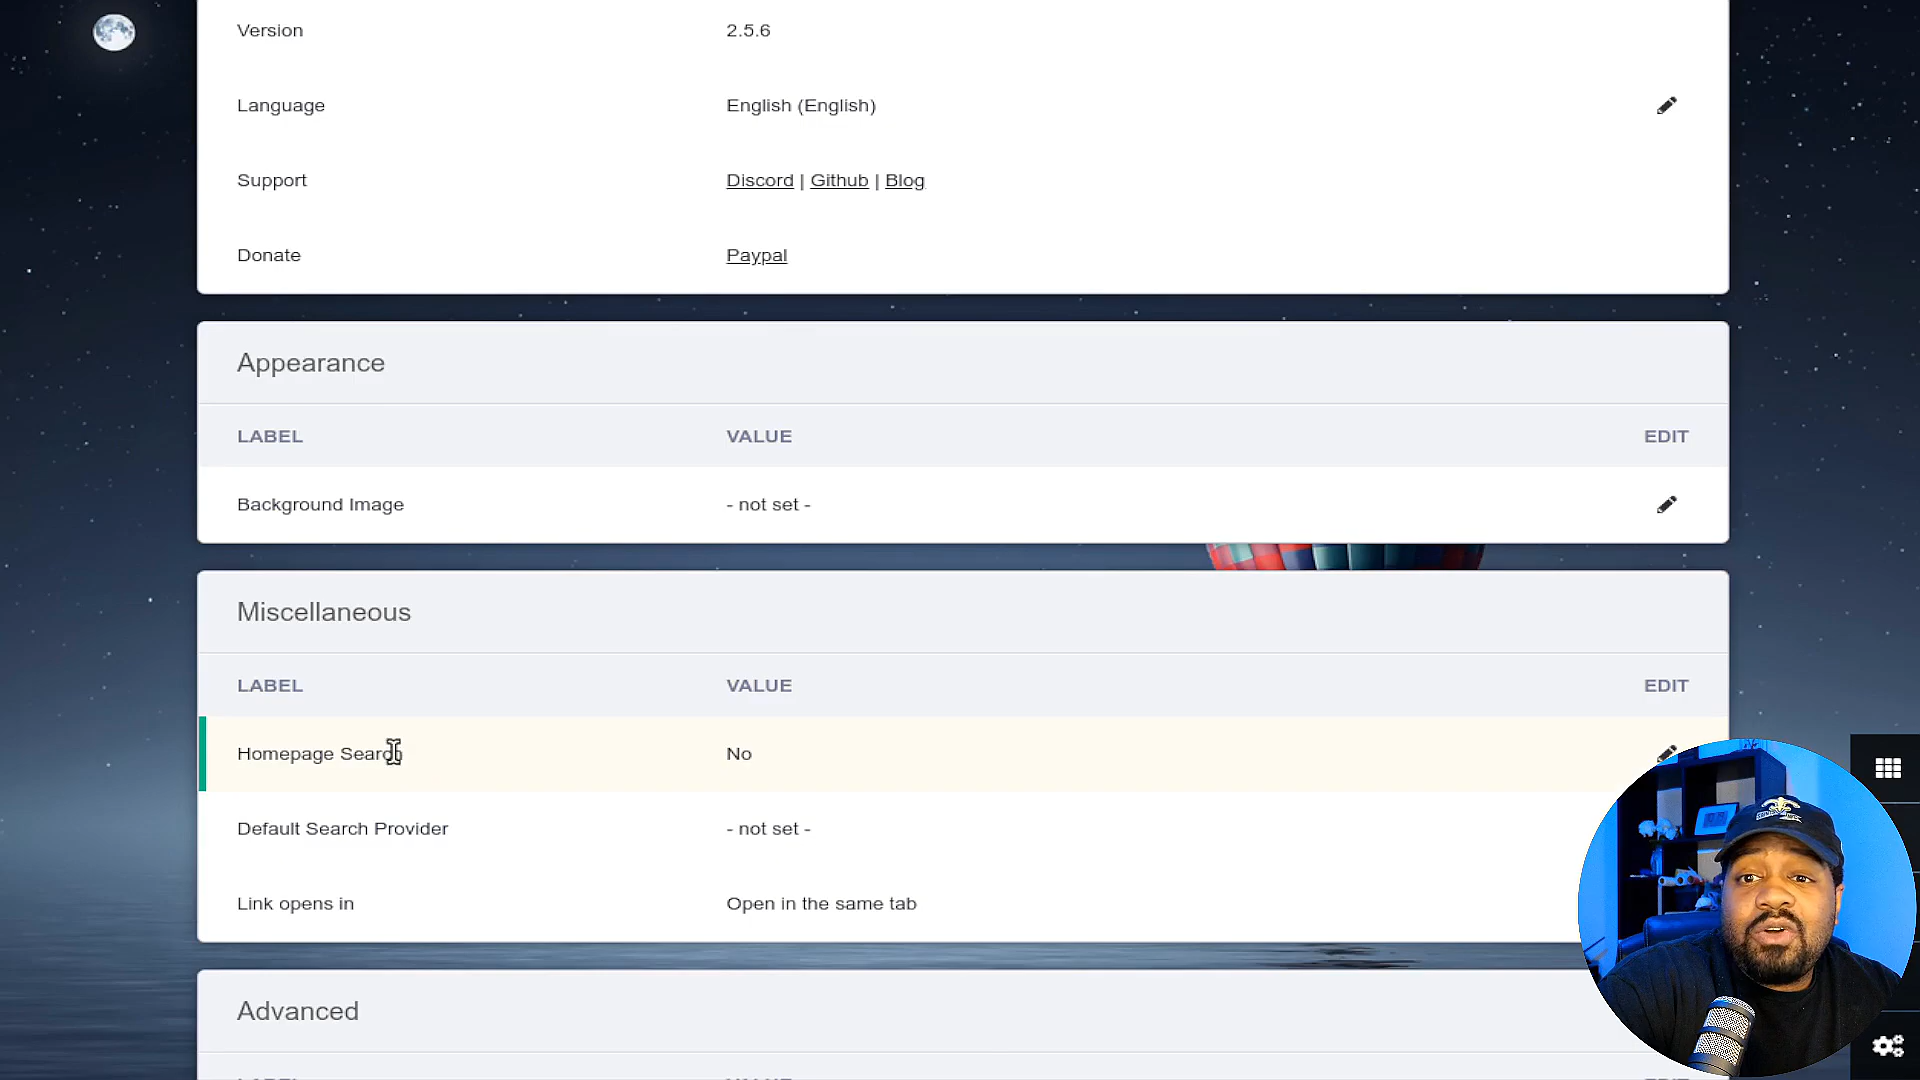 Version 2.5.6
Language English (English)
Support Discord | Github | Blog
Donate Paypal
Appearance
LABEL VALUE EDIT
Background Image - not set -
Miscellaneous
LABEL VALUE EDIT
Homepage Search No
Default Search Provider - not set -
Link opens in Open in the same tab
Advanced
LABEL VALUE